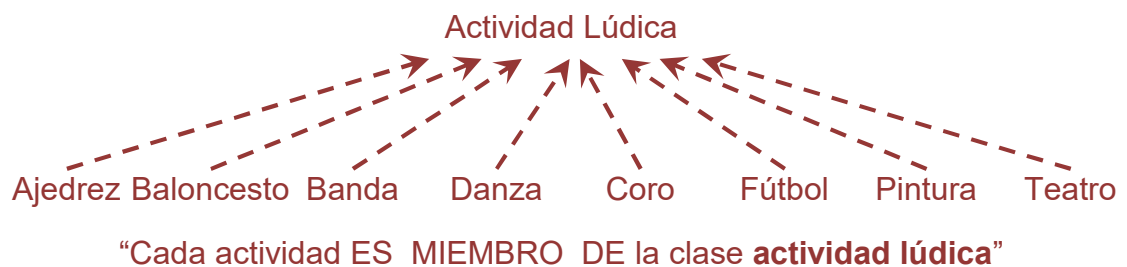 Actividad Lúdica
Ajedrez Baloncesto Banda Danza Coro Fútbol Pintura Teatro
“Cada actividad ES MIEMBRO DE la clase actividad lúdica”